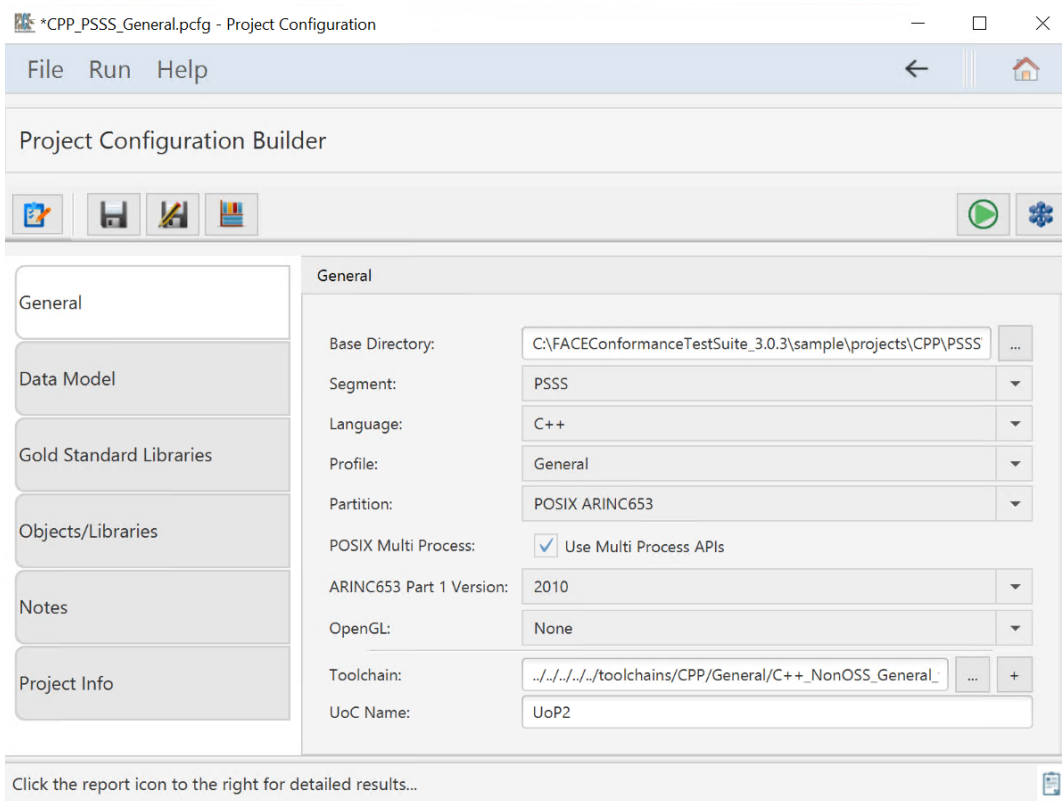 *CPP_PSSS_General.pcfg - Project Configuration
File Run Help
Project Configuration Builder
General
Data Model
Gold Standard Libraries
Objects/Libraries
Notes
Project Info
General
Base Directory: C:\FACEConformanceTestSuite_3.0.3\sample\projects\CPP\PSSS\ ...
Segment: PSSS
Language: C++
Profile: General
Partition: POSIX ARINC653
POSIX Multi Process: Use Multi Process APIs
ARINC653 Part 1 Version: 2010
OpenGL: None
Toolchain: ../../../../../toolchains/CPP/General/C++_NonOSS_General_ ... +
UoC Name: UoP2
Click the report icon to the right for detailed results...